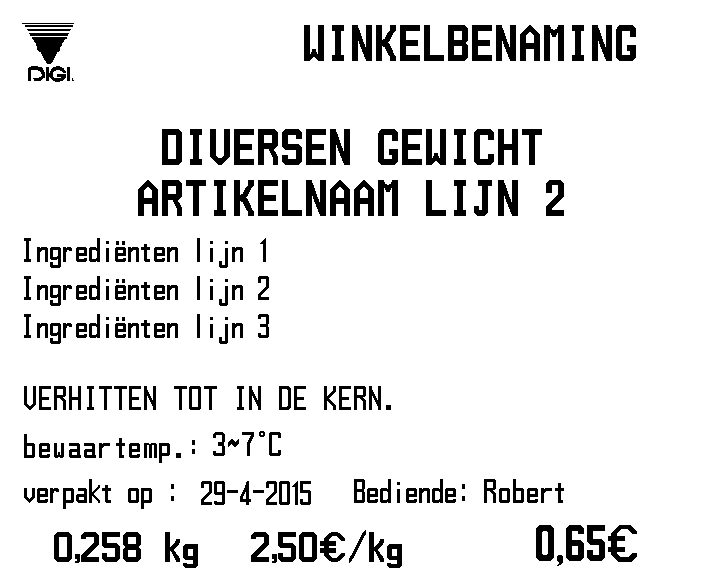 DIGI.
WINKELBENAMING
DIVERSEN GEWICHT
ARTIKELNAAM LIJN 2
Ingrediënten lijn 1
Ingrediënten lijn 2
Ingrediënten lijn 3
VERHITTEN TOT IN DE KERN.
bewaartemp.: 3~7°C
verpakt op : 29-4-2015 Bediende: Robert
0,258 kg 2,50€/kg 0,65€